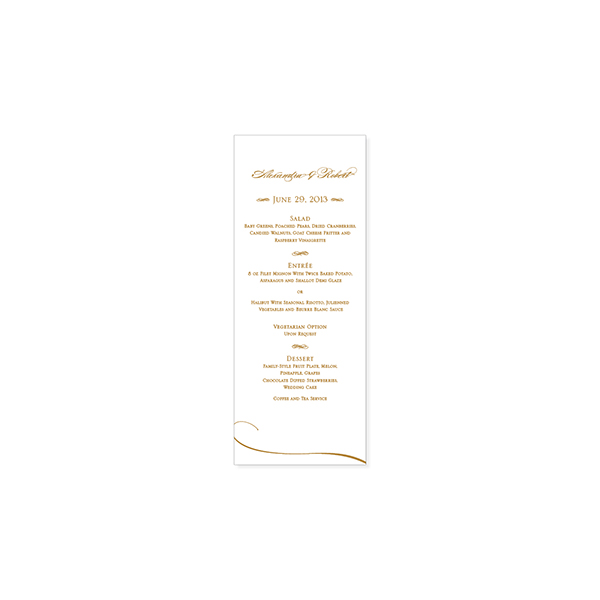 Alexandra & Robert
June 29, 2013
Salad
Baby Greens, Poached Pears, Dried Cranberries,
Candied Walnuts, Goat Cheese Fritter and
Raspberry Vinaigrette
Entrée
8 oz Filet Mignon With Twice Baked Potato,
Asparagus and Shallot Demi Glaze
or
Halibut With Seasonal Risotto, Julienned
Vegetables and Beurre Blanc Sauce
Vegetarian Option
Upon Request
Dessert
Family-Style Fruit Plate, Melon,
Pineapple, Grapes
Chocolate Dipped Strawberries,
Wedding Cake
Coffee and Tea Service